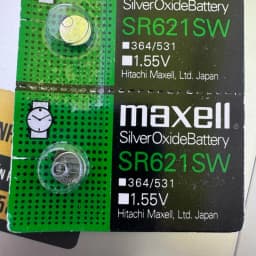 SilverOxideBattery
SR621SW
■364/531
■1.55V
Hitachi Maxell, Ltd. Japan
maxell
SilverOxideBattery
SR621SW
■364/531
■1.55V
Hitachi Maxell, Ltd. Japan